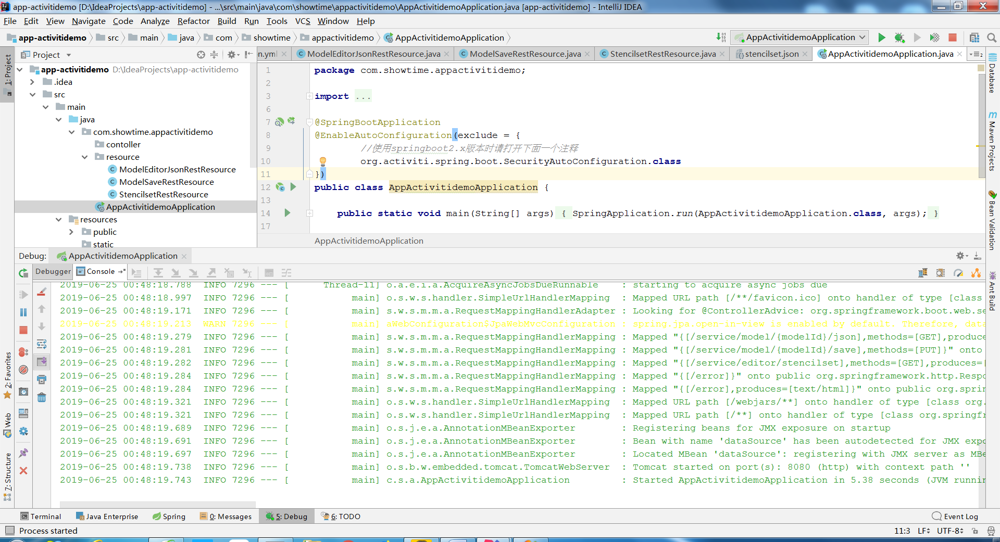 app-activitidemo [D:\IdeaProjects\app-activitidemo] - ...\src\main\java\com\showtime\appactivitidemo\AppActivitidemoApplication.java [app-activitidemo] - IntelliJ IDEA
File Edit View Navigate Code Analyze Refactor Build Run Tools VCS Window Help
app-activitidemo src main java com showtime appactivitidemo AppActivitidemoApplication
AppActivitidemoApplication
Project
n.yml ModelEditorJsonRestResource.java ModelSaveRestResource.java StencilsetRestResource.java stencilset.json AppActivitidemoApplication.java
1: Project
2: Favorites
Web
7: Structure
app-activitidemo D:\IdeaProjects\app-activitidemo
.idea
src
main
java
com.showtime.appactivitidemo
contoller
resource
ModelEditorJsonRestResource
ModelSaveRestResource
StencilsetRestResource
AppActivitidemoApplication
resources
public
static
1 package com.showtime.appactivitidemo;
2
3 import ...
6
7 @SpringBootApplication
8 @EnableAutoConfiguration(exclude = {
9 //使用springboot2.x版本时请打开下面一个注释
10 org.activiti.spring.boot.SecurityAutoConfiguration.class
11 })
12 public class AppActivitidemoApplication {
13
14 public static void main(String[] args) { SpringApplication.run(AppActivitidemoApplication.class, args); }
17
AppActivitidemoApplication
Database
Maven Projects
Bean Validation
Ant Build
Debug: AppActivitidemoApplication
Debugger Console
2019-06-25 00:48:18.788 INFO 7296 --- [ Thread-11] o.a.e.i.a.AcquireAsyncJobsDueRunnable : starting to acquire async jobs due
2019-06-25 00:48:18.997 INFO 7296 --- [ main] o.s.w.s.handler.SimpleUrlHandlerMapping : Mapped URL path [/**/favicon.ico] onto handler of type [class
2019-06-25 00:48:19.171 INFO 7296 --- [ main] s.w.s.m.m.a.RequestMappingHandlerAdapter : Looking for @ControllerAdvice: org.springframework.boot.web.se
2019-06-25 00:48:19.213 WARN 7296 --- [ main] aWebConfiguration$JpaWebMvcConfiguration : spring.jpa.open-in-view is enabled by default. Therefore, data
2019-06-25 00:48:19.279 INFO 7296 --- [ main] s.w.s.m.m.a.RequestMappingHandlerMapping : Mapped "{[/service/model/{modelId}/json],methods=[GET],produce
2019-06-25 00:48:19.281 INFO 7296 --- [ main] s.w.s.m.m.a.RequestMappingHandlerMapping : Mapped "{[/service/model/{modelId}/save],methods=[PUT]}" onto
2019-06-25 00:48:19.282 INFO 7296 --- [ main] s.w.s.m.m.a.RequestMappingHandlerMapping : Mapped "{[/service/editor/stencilset],methods=[GET],produces=[
2019-06-25 00:48:19.284 INFO 7296 --- [ main] s.w.s.m.m.a.RequestMappingHandlerMapping : Mapped "{[/error]}" onto public org.springframework.http.Respo
2019-06-25 00:48:19.284 INFO 7296 --- [ main] s.w.s.m.m.a.RequestMappingHandlerMapping : Mapped "{[/error],produces=[text/html]}" onto public org.sprin
2019-06-25 00:48:19.321 INFO 7296 --- [ main] o.s.w.s.handler.SimpleUrlHandlerMapping : Mapped URL path [/webjars/**] onto handler of type [class org.
2019-06-25 00:48:19.321 INFO 7296 --- [ main] o.s.w.s.handler.SimpleUrlHandlerMapping : Mapped URL path [/**] onto handler of type [class org.springfr
2019-06-25 00:48:19.689 INFO 7296 --- [ main] o.s.j.e.a.AnnotationMBeanExporter : Registering beans for JMX exposure on startup
2019-06-25 00:48:19.691 INFO 7296 --- [ main] o.s.j.e.a.AnnotationMBeanExporter : Bean with name 'dataSource' has been autodetected for JMX expo
2019-06-25 00:48:19.697 INFO 7296 --- [ main] o.s.j.e.a.AnnotationMBeanExporter : Located MBean 'dataSource': registering with JMX server as MBe
2019-06-25 00:48:19.738 INFO 7296 --- [ main] o.s.b.w.embedded.tomcat.TomcatWebServer : Tomcat started on port(s): 8080 (http) with context path ''
2019-06-25 00:48:19.743 INFO 7296 --- [ main] c.s.a.AppActivitidemoApplication : Started AppActivitidemoApplication in 5.38 seconds (JVM runnin
Terminal Java Enterprise Spring 0: Messages 5: Debug 6: TODO Event Log
Process started 11:3 LF UTF-8